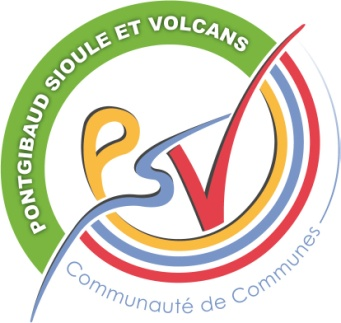 PONTGIBAUD SIOULE ET VOLCANS
PSV
Communauté de Communes